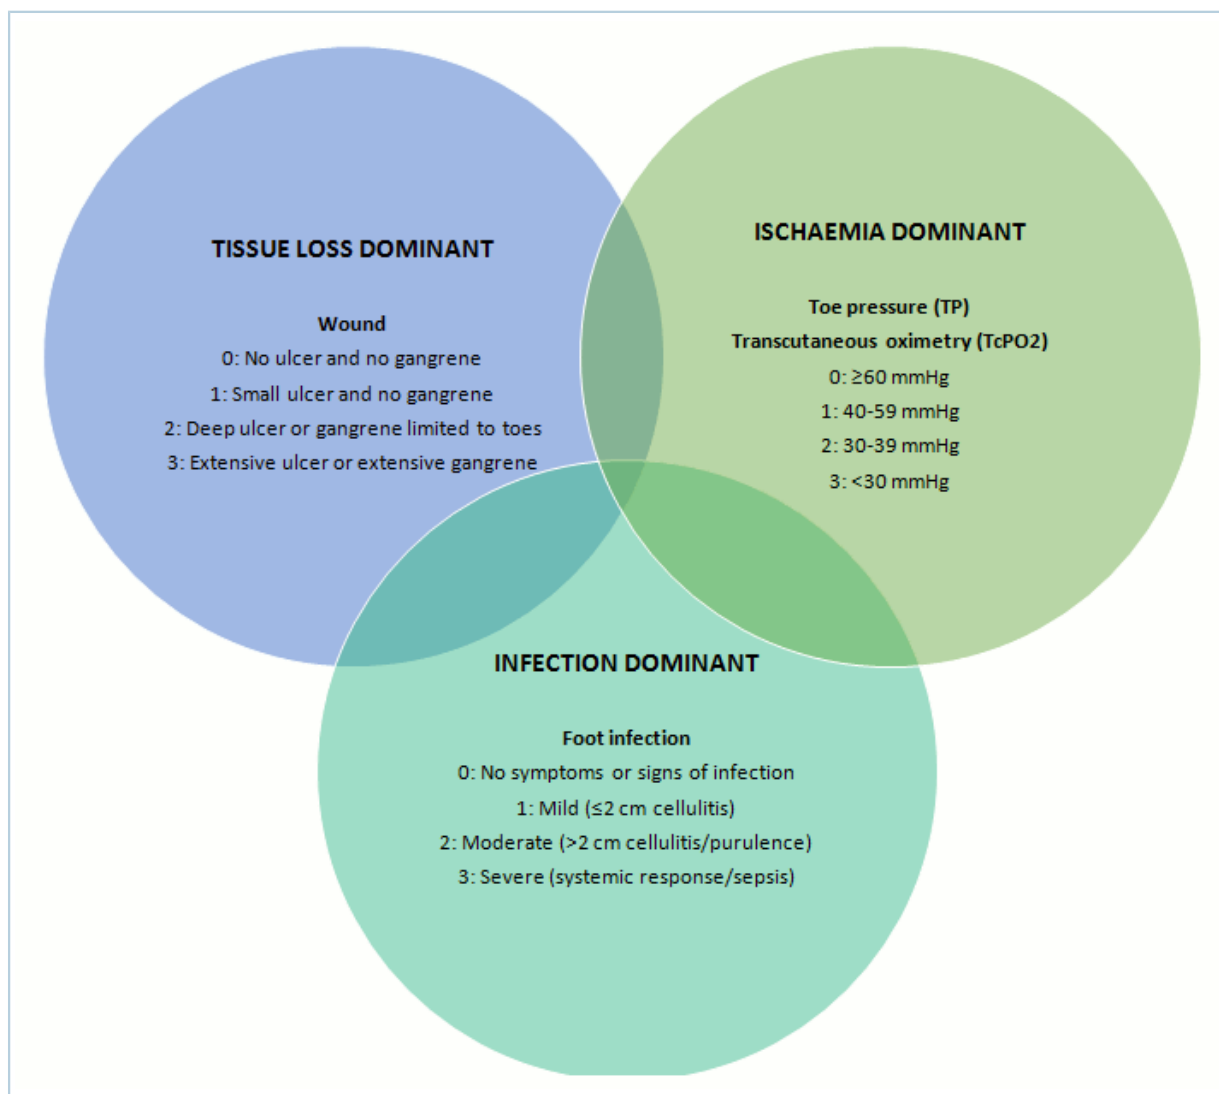 TISSUE LOSS DOMINANT
Wound
0: No ulcer and no gangrene
1: Small ulcer and no gangrene
2: Deep ulcer or gangrene limited to toes
3: Extensive ulcer or extensive gangrene
ISCHAEMIA DOMINANT
Toe pressure (TP)
Transcutaneous oximetry (TcPO2)
0: ≥60 mmHg
1: 40-59 mmHg
2: 30-39 mmHg
3: <30 mmHg
INFECTION DOMINANT
Foot infection
0: No symptoms or signs of infection
1: Mild (≤2 cm cellulitis)
2: Moderate (>2 cm cellulitis/purulence)
3: Severe (systemic response/sepsis)